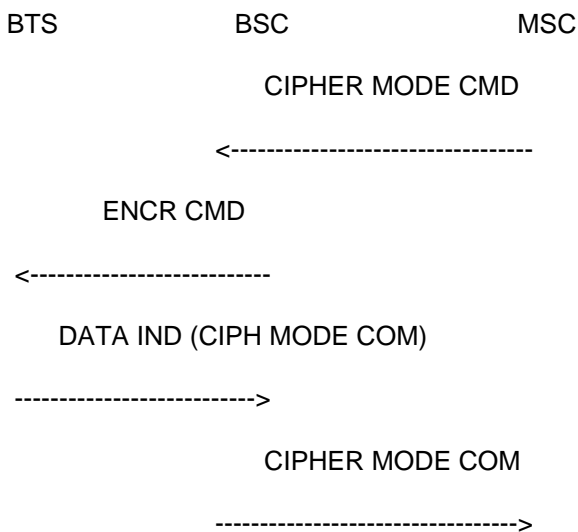 BTS BSC MSC
CIPHER MODE CMD
<----------------------------------
ENCR CMD
<---------------------------
DATA IND (CIPH MODE COM)
--------------------------->
CIPHER MODE COM
---------------------------------->